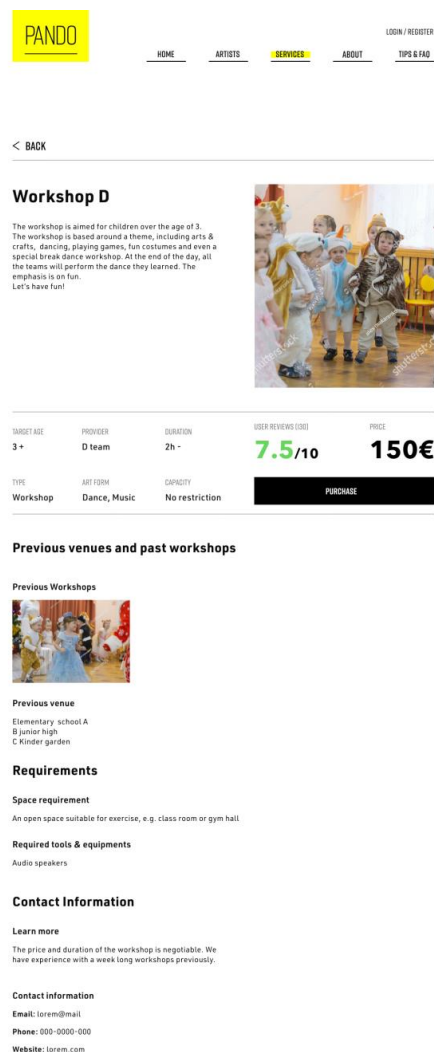 PANDO
LOGIN / REGISTER
HOME ARTISTS SERVICES ABOUT TIPS & FAQ
< BACK
Workshop D
The workshop is aimed for children over the age of 3.
The workshop is based around a theme, including arts &
crafts, dancing, playing games, fun costumes and even a
special break dance workshop. At the end of the day, all
the teams will perform the dance they learned. The
emphasis is on fun.
Let's have fun!
shutterstock
shutterstock
TARGET AGE PROVIDER DURATION USER REVIEWS (130) PRICE
3 + D team 2h - 7.5/10 150€
TYPE ART FORM CAPACITY
Workshop Dance, Music No restriction
PURCHASE
Previous venues and past workshops
Previous Workshops
Previous venue
Elementary school A
B junior high
C Kinder garden
Requirements
Space requirement
An open space suitable for exercise, e.g. class room or gym hall
Required tools & equipments
Audio speakers
Contact Information
Learn more
The price and duration of the workshop is negotiable. We
have experience with a week long workshops previously.
Contact information
Email: lorem@mail
Phone: 000-0000-000
Website: lorem.com